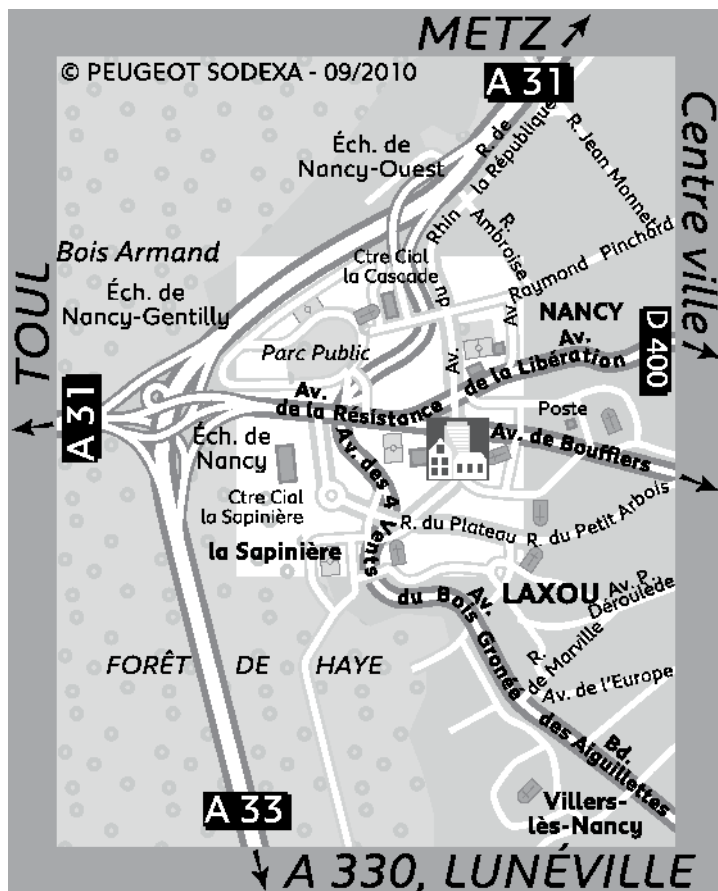 METZ
© PEUGEOT SODEXA - 09/2010
A 31
Centre ville
R. de
la République
R. Jean Monnet
Éch. de
Nancy-Ouest
Rhin
du
Av.
R.
Ambroise
Av. Raymond Pinchard
Bois Armand
Ctre Cial
la Cascade
TOUL
Éch. de
Nancy-Gentilly
NANCY
D 400
Parc Public
Av.
de la Libération
A 31
Av.
de la Résistance
Poste
Av. de Boufflers
Éch. de
Nancy
Av. des 4 Vents
Ctre Cial
la Sapinière
R. du Plateau
R. du Petit Arbois
la Sapinière
LAXOU
Av. P.
Déroulède
Av.
du Bois Gronée
R.
de Marville
FORÊT DE HAYE
Av. de l'Europe
Bd.
des Aiguillettes
A 33
Villers-
lès-Nancy
A 330, LUNÉVILLE